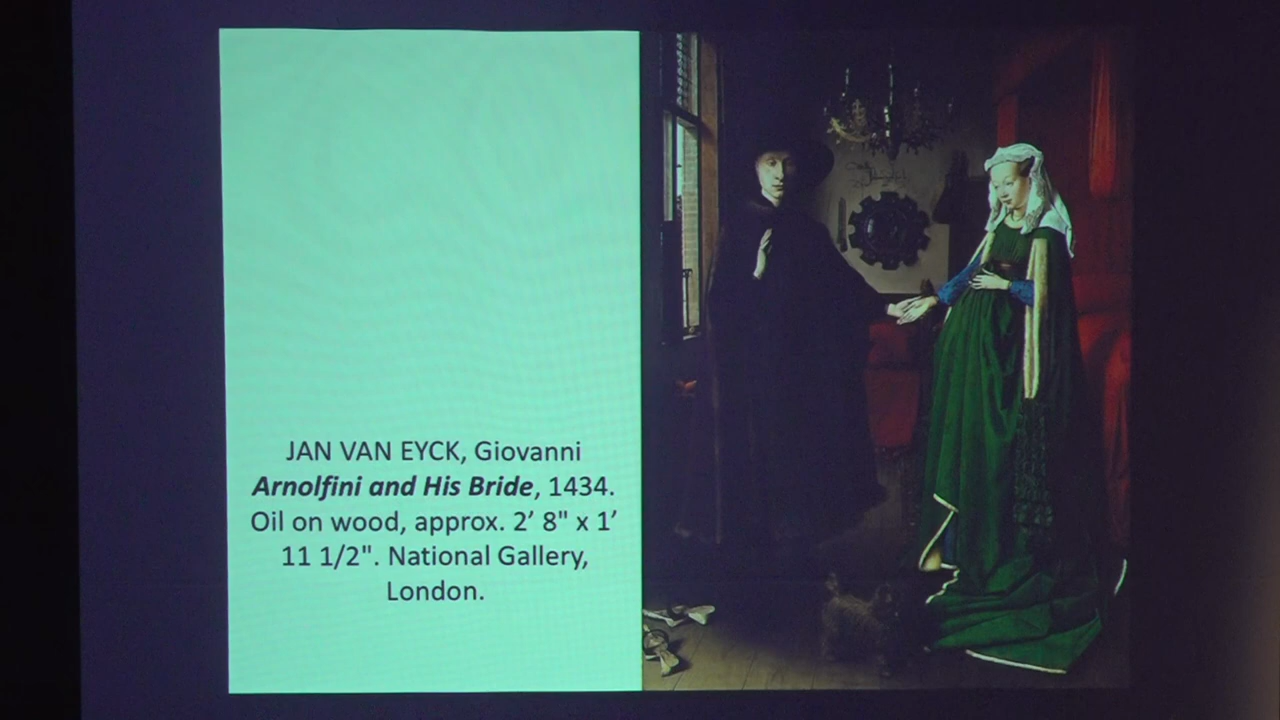 JAN VAN EYCK, Giovanni
Arnolfini and His Bride, 1434.
Oil on wood, approx. 2’ 8" x 1’
11 1/2". National Gallery,
London.